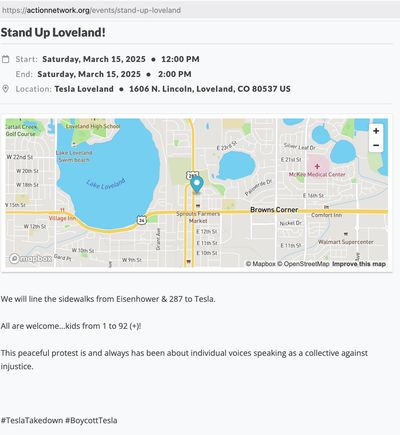 https://actionnetwork.org/events/stand-up-loveland
Stand Up Loveland!
Start: Saturday, March 15, 2025 • 12:00 PM
End: Saturday, March 15, 2025 • 2:00 PM
Location: Tesla Loveland • 1606 N. Lincoln, Loveland, CO 80537 US
Cattail Creek
Golf Course
Loveland High School
+
−
W 22nd St
W 20th St
W 18th St
Lake Loveland
Swim beach
Lake Loveland
287
E 23rd St
Palomirde Dr
Silver Lake
E 21st St
McKee Medical Center
E 18th St
E 16th St
Village Inn
34
W 15th St
W 12th St
W 10th St
Grant Ave
Sprouts Farmers
Market
E 12th St
E 11th St
E 10th St
Browns Corner
Comfort Inn
Nickel Dr
Walmart Supercenter
Gard Pl
mapbox
© Mapbox © OpenStreetMap Improve this map
We will line the sidewalks from Eisenhower & 287 to Tesla.
All are welcome...kids from 1 to 92 (+)!
This peaceful protest is and always has been about individual voices speaking as a collective against
injustice.
#TeslaTakedown #BoycottTesla